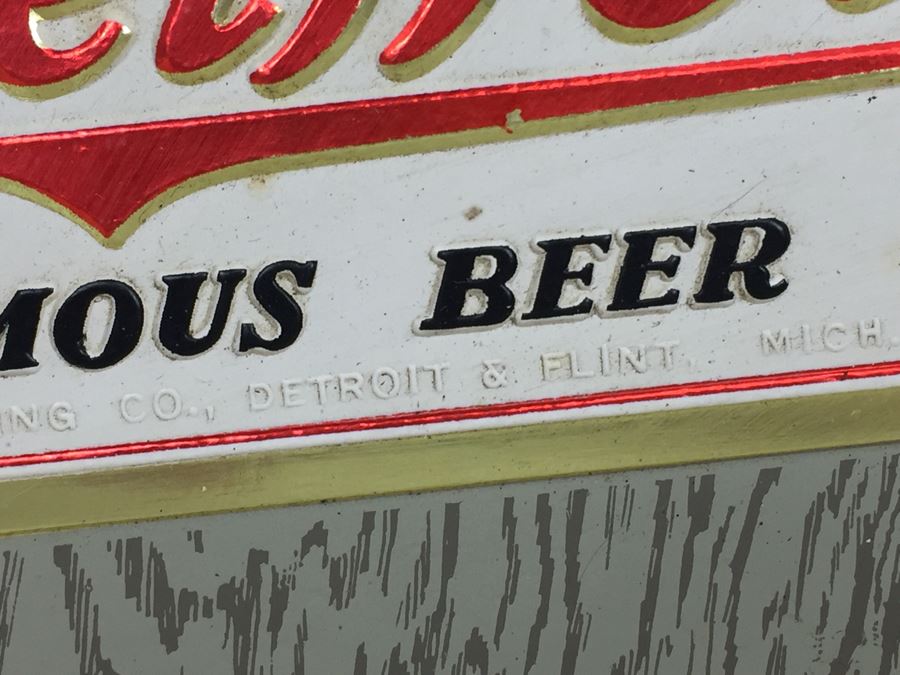 MOUS BEER
ING CO., DETROIT & FLINT, MICH.